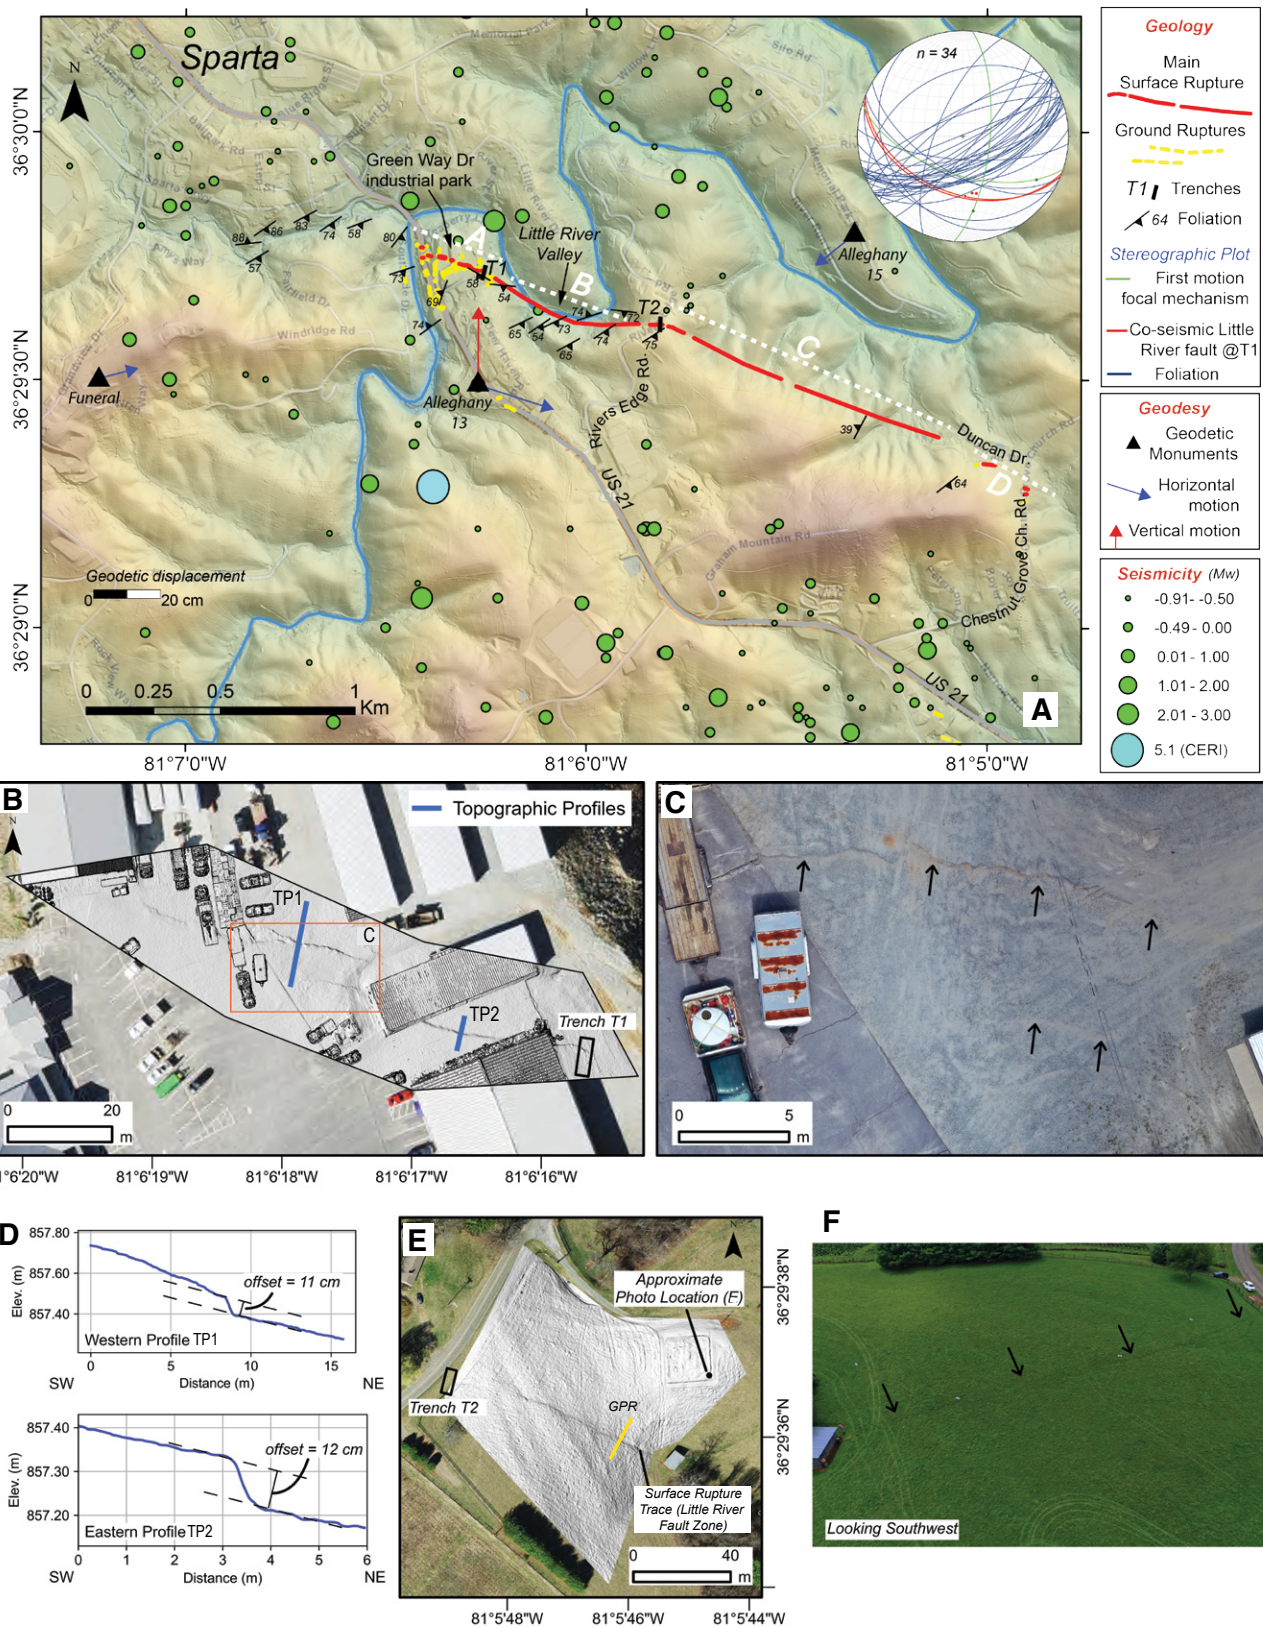 Sparta
N
Memorial Park
Green Way Dr
industrial park
Little River
Valley
A
B
C
D
T1
T2
Alleghany
15
Alleghany
13
Funeral
Windridge Rd
Fairfield Dr
Rivers Edge Rd.
US 21
Duncan Dr.
Church Rd
Chestnut Grove Ch. Rd
Graham Mountain Rd
US 21
88
86
83
74
58
80
57
73
69
74
58
54
65
54
73
74
72
65
74
75
39
64
n = 34
Geodetic displacement
0 20 cm
0 0.25 0.5 1
Km
A
36°30'0"N
36°29'30"N
36°29'0"N
81°7'0"W 81°6'0"W 81°5'0"W
Geology
Main
Surface Rupture
Ground Ruptures
T1 Trenches
64 Foliation
Stereographic Plot
First motion
focal mechanism
Co-seismic Little
River fault @T1
Foliation
Geodesy
Geodetic
Monuments
Horizontal
motion
Vertical motion
Seismicity (Mw)
-0.91- -0.50
-0.49 - 0.00
0.01 - 1.00
1.01 - 2.00
2.01 - 3.00
5.1 (CERI)
B
N
Topographic Profiles
TP1
C
TP2
Trench T1
0 20
m
1°6'20"W 81°6'19"W 81°6'18"W 81°6'17"W 81°6'16"W
C
0 5
m
D
857.80
857.60
857.40
Elev. (m)
offset = 11 cm
Western Profile TP1
0 5 10 15
SW Distance (m) NE
857.40
857.30
857.20
Elev. (m)
offset = 12 cm
Eastern Profile TP2
0 1 2 3 4 5 6
SW Distance (m) NE
E
N
Approximate
Photo Location (F)
Trench T2
GPR
Surface Rupture
Trace (Little River
Fault Zone)
0 40
m
36°29'38"N
36°29'36"N
81°5'48"W 81°5'46"W 81°5'44"W
F
Looking Southwest